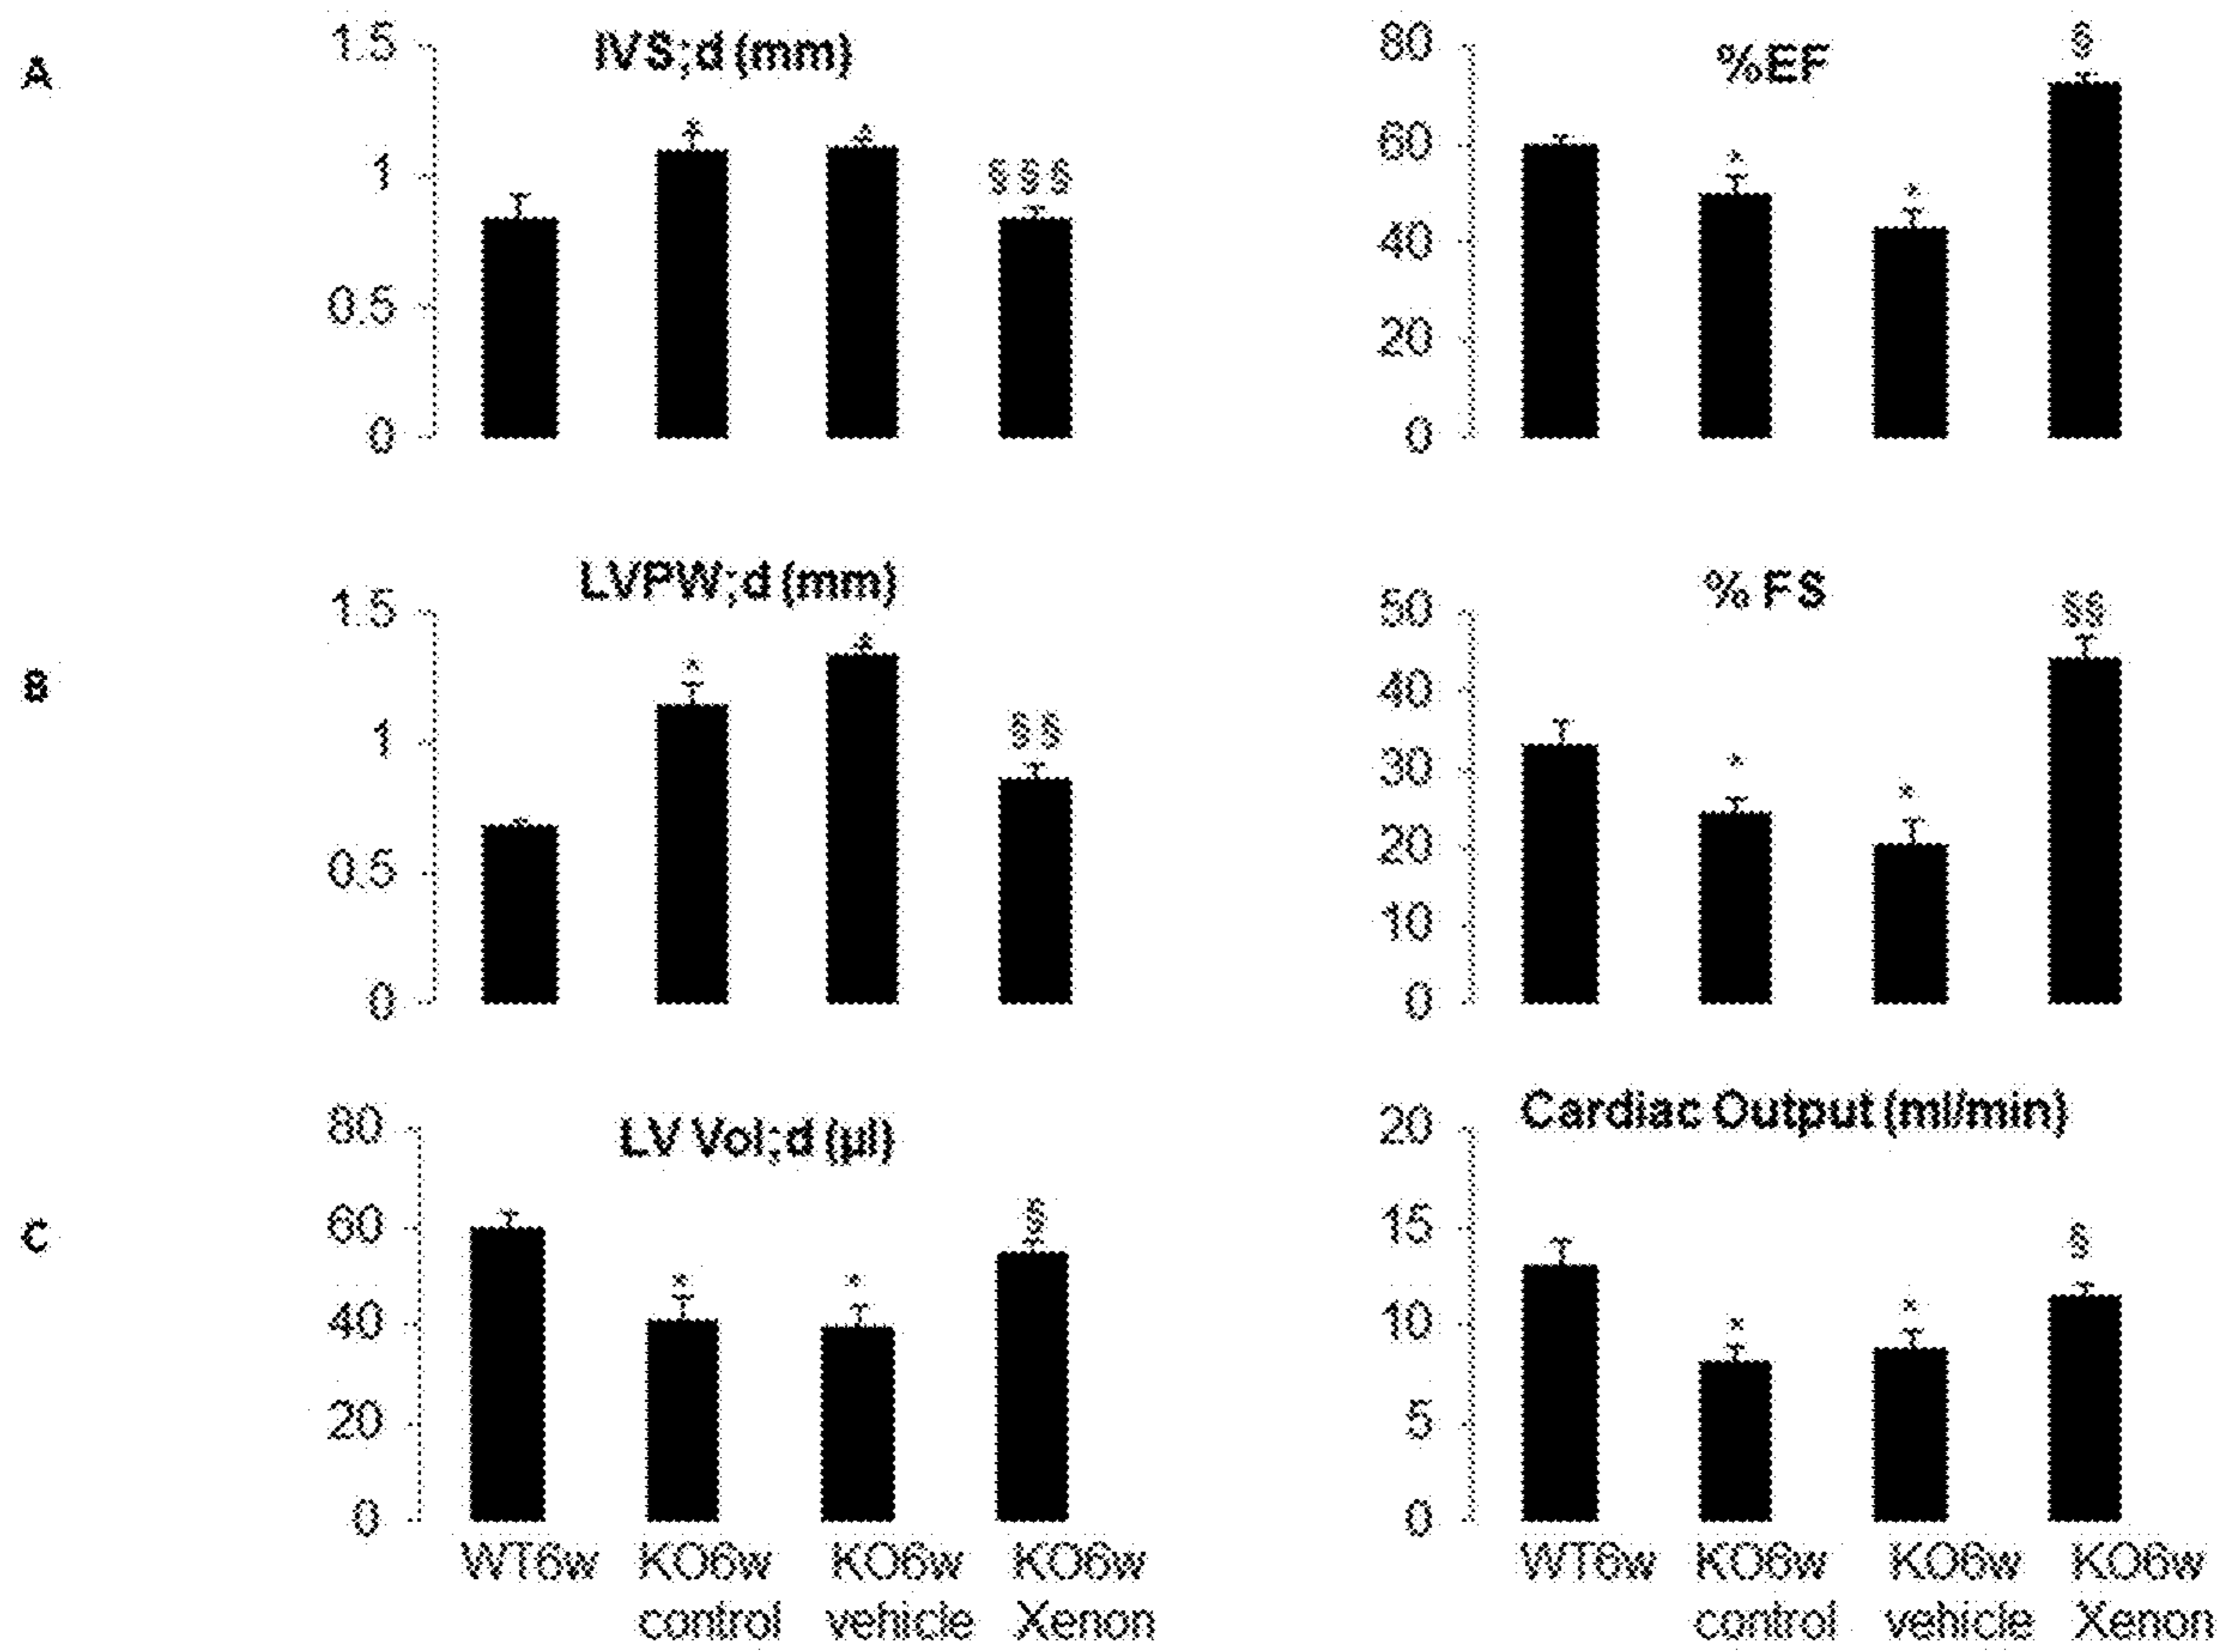 A
IVS;d (mm)
1.5
1
0.5
0
* * §§§
%EF
80
60
40
20
0
* * §
B
LVPW;d (mm)
1.5
1
0.5
0
* * §§
% FS
50
40
30
20
10
0
* * §§
C
LV Vol;d (µl)
80
60
40
20
0
* * §
WT6w KO6w control KO6w vehicle KO6w Xenon
Cardiac Output (ml/min)
20
15
10
5
0
* * §
WT6w KO6w control KO6w vehicle KO6w Xenon